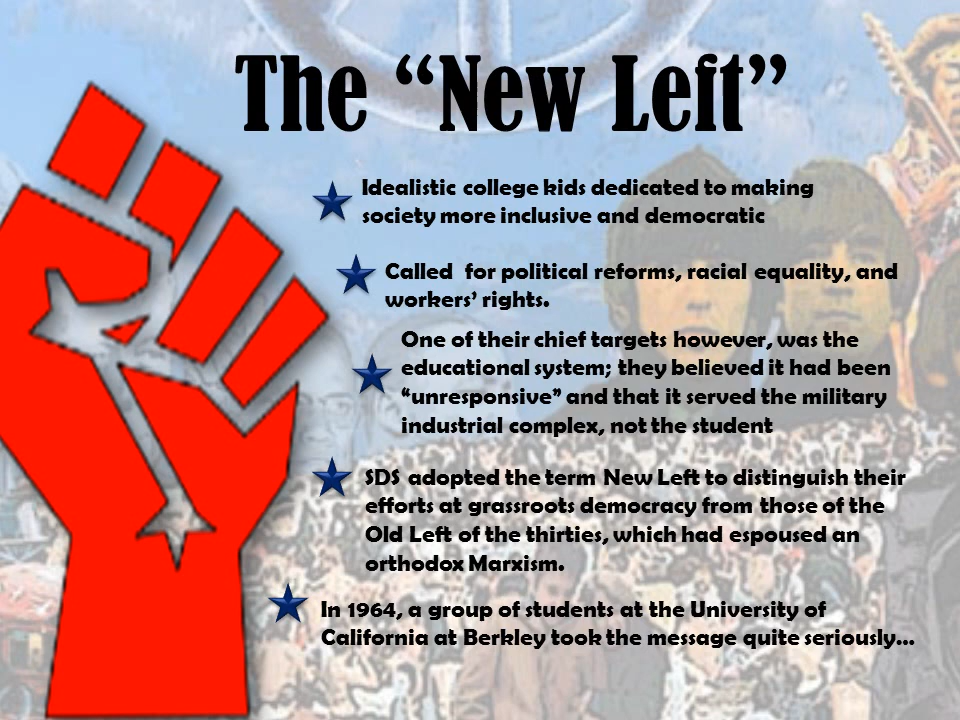 The “New Left”
Idealistic college kids dedicated to making
society more inclusive and democratic
Called for political reforms, racial equality, and
workers’ rights.
One of their chief targets however, was the
educational system; they believed it had been
“unresponsive” and that it served the military
industrial complex, not the student
SDS adopted the term New Left to distinguish their
efforts at grassroots democracy from those of the
Old Left of the thirties, which had espoused an
orthodox Marxism.
In 1964, a group of students at the University of
California at Berkley took the message quite seriously…